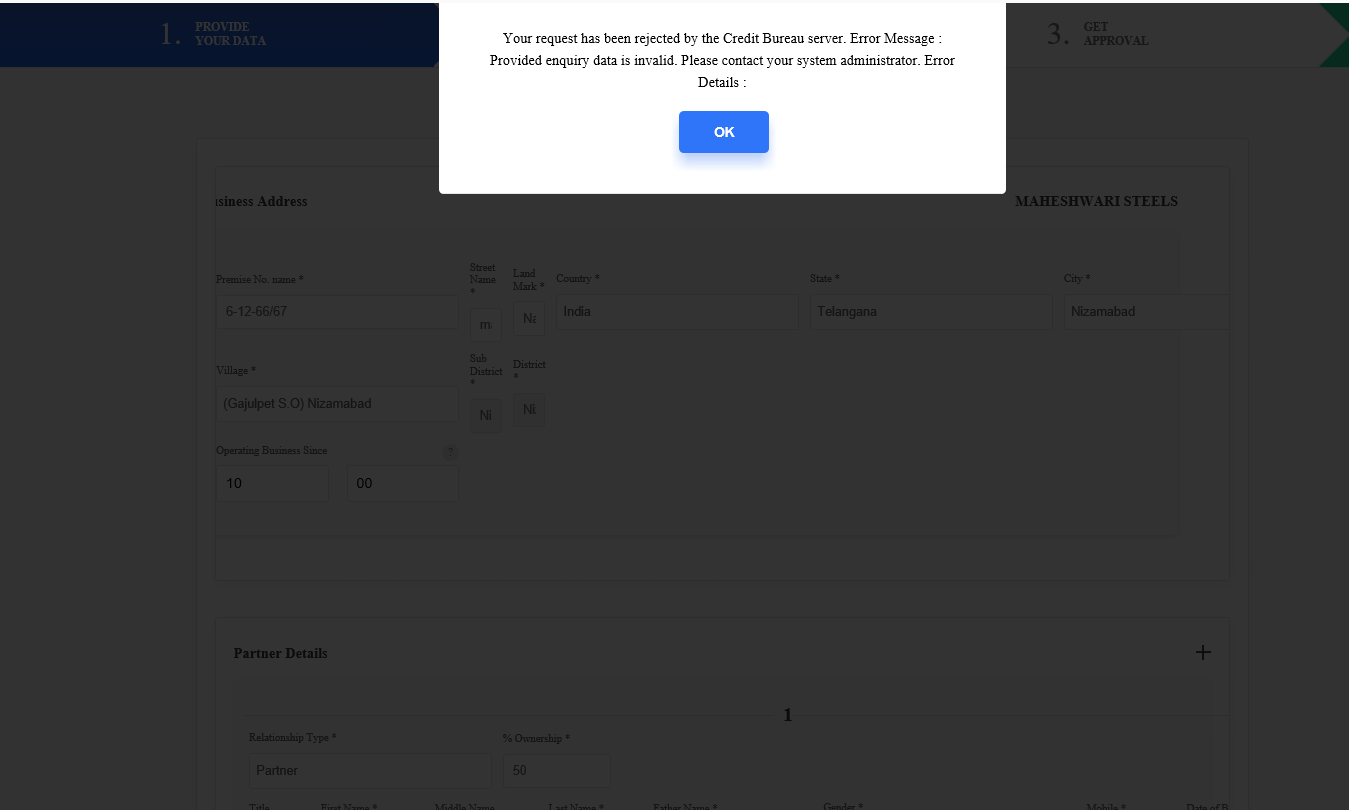 1. PROVIDE
YOUR DATA
3. GET
APPROVAL
Your request has been rejected by the Credit Bureau server. Error Message :
Provided enquiry data is invalid. Please contact your system administrator. Error
Details :
OK
usiness Address
MAHESHWARI STEELS
Premise No. name *
Street
Name
*
Land
Mark *
Country *
State *
City *
6-12-66/67
m
Na
India
Telangana
Nizamabad
Village *
Sub
District
*
District
*
(Gajulpet S.O) Nizamabad
Ni
Ni
Operating Business Since
?
10
00
Partner Details
+
1
Relationship Type *
% Ownership *
Partner
50
Title First Name * Middle Name Last Name * Father Name * Gender * Mobile * Date of B